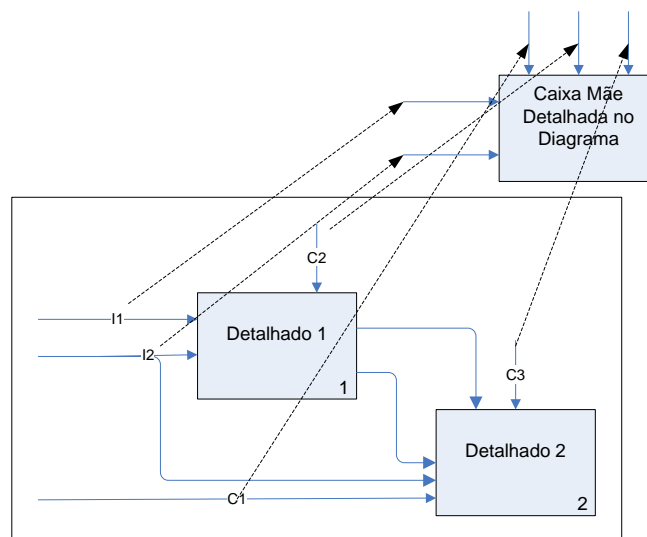 Caixa Mãe
Detalhada no
Diagrama
C2
I1
Detalhado 1
I2
C3
1
Detalhado 2
C1
2